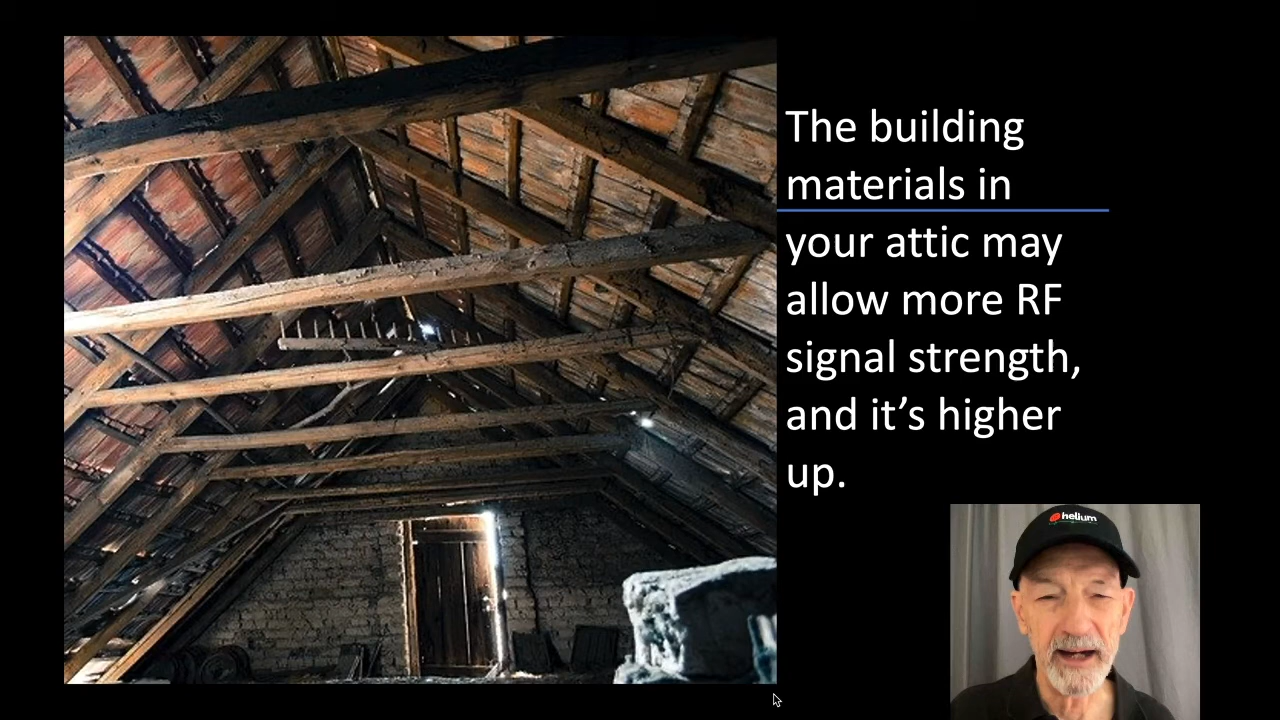 The building
materials in
your attic may
allow more RF
signal strength,
and it’s higher
up.
helium